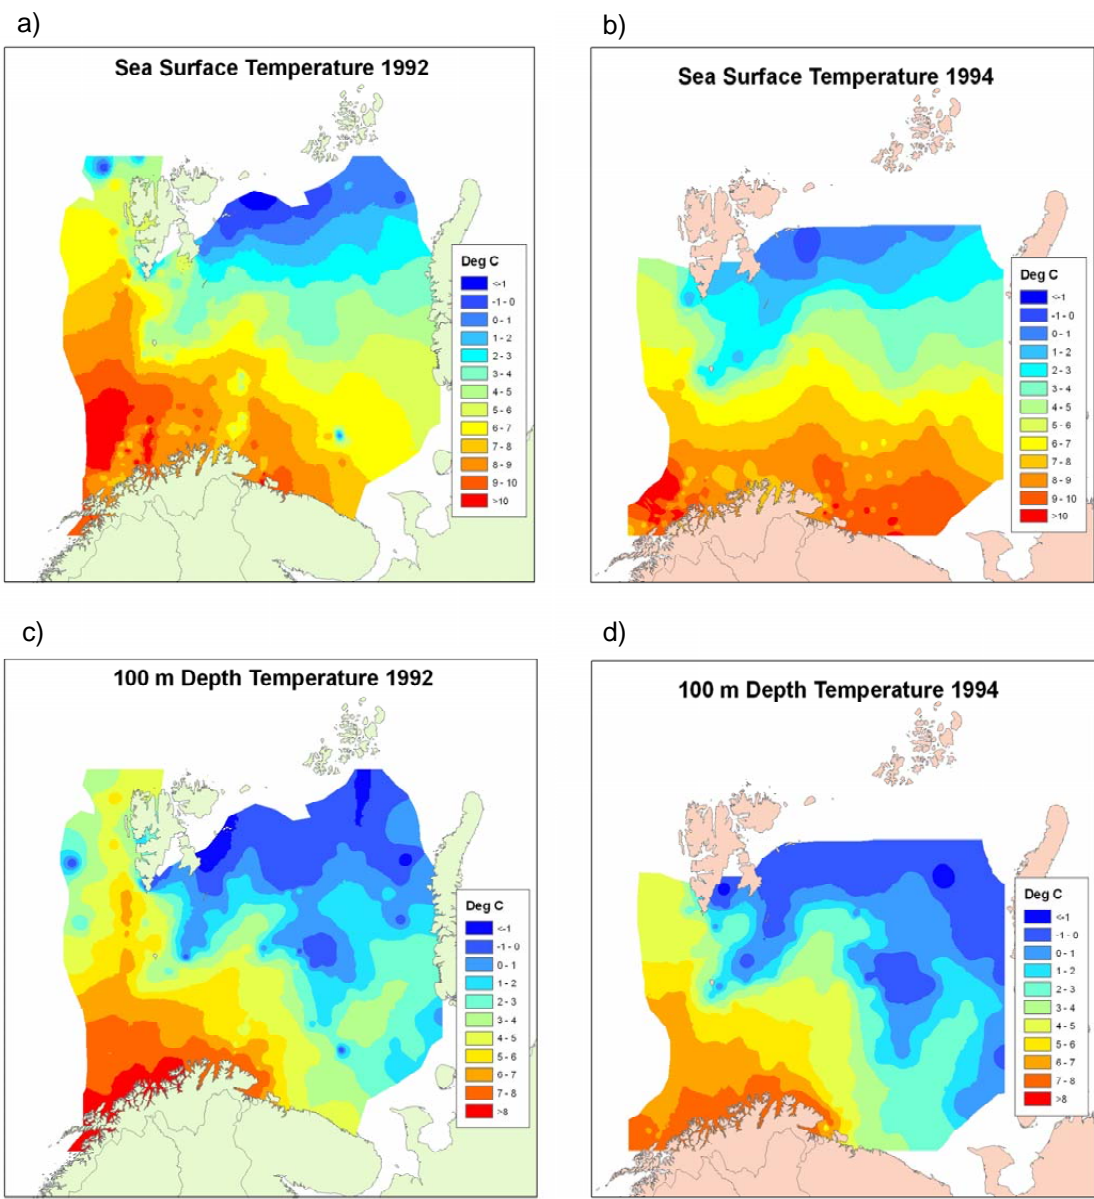 a)
b)
Sea Surface Temperature 1992
Sea Surface Temperature 1994
Deg C
<-1
-1 - 0
0 - 1
1 - 2
2 - 3
3 - 4
4 - 5
5 - 6
6 - 7
7 - 8
8 - 9
9 - 10
>10
Deg C
<-1
-1 - 0
0 - 1
1 - 2
2 - 3
3 - 4
4 - 5
5 - 6
6 - 7
7 - 8
8 - 9
9 - 10
>10
c)
d)
100 m Depth Temperature 1992
100 m Depth Temperature 1994
Deg C
<-1
-1 - 0
0 - 1
1 - 2
2 - 3
3 - 4
4 - 5
5 - 6
6 - 7
7 - 8
>8
Deg C
<-1
-1 - 0
0 - 1
1 - 2
2 - 3
3 - 4
4 - 5
5 - 6
6 - 7
7 - 8
>8